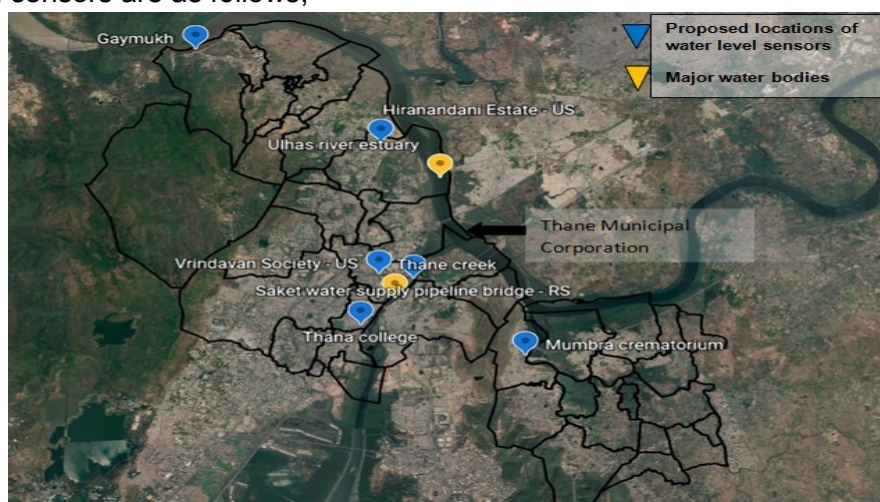 sensors are as follows,
Proposed locations of
water level sensors
Major water bodies
Gaymukh
Hiranandani Estate - US
Ulhas river estuary
Thane Municipal
Corporation
Vrindavan Society - US
Thane creek
Saket water supply pipeline bridge - RS
Thana college
Mumbra crematorium